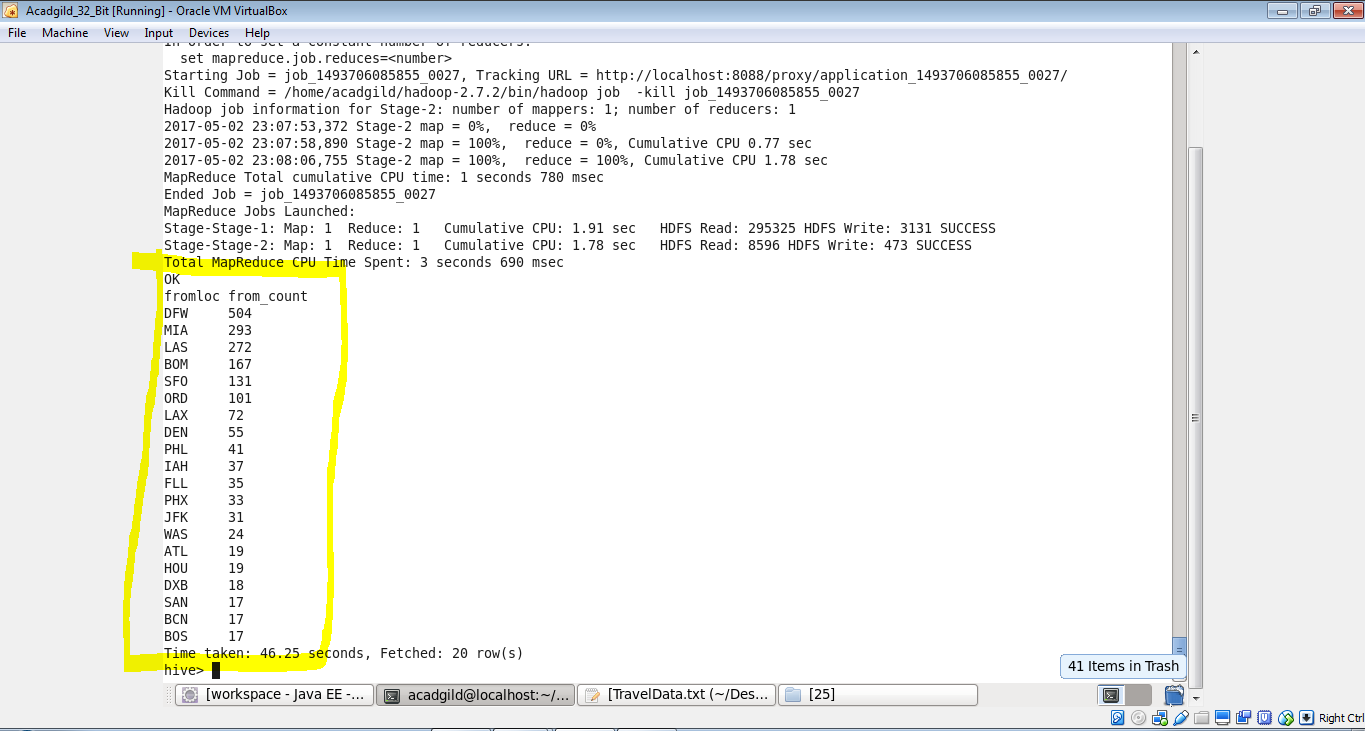 Acadgild_32_Bit [Running] - Oracle VM VirtualBox
File Machine View Input Devices Help
In order to set a constant number of reducers:
  set mapreduce.job.reduces=<number>
Starting Job = job_1493706085855_0027, Tracking URL = http://localhost:8088/proxy/application_1493706085855_0027/
Kill Command = /home/acadgild/hadoop-2.7.2/bin/hadoop job  -kill job_1493706085855_0027
Hadoop job information for Stage-2: number of mappers: 1; number of reducers: 1
2017-05-02 23:07:53,372 Stage-2 map = 0%,  reduce = 0%
2017-05-02 23:07:58,890 Stage-2 map = 100%,  reduce = 0%, Cumulative CPU 0.77 sec
2017-05-02 23:08:06,755 Stage-2 map = 100%,  reduce = 100%, Cumulative CPU 1.78 sec
MapReduce Total cumulative CPU time: 1 seconds 780 msec
Ended Job = job_1493706085855_0027
MapReduce Jobs Launched:
Stage-Stage-1: Map: 1  Reduce: 1   Cumulative CPU: 1.91 sec   HDFS Read: 295325 HDFS Write: 3131 SUCCESS
Stage-Stage-2: Map: 1  Reduce: 1   Cumulative CPU: 1.78 sec   HDFS Read: 8596 HDFS Write: 473 SUCCESS
Total MapReduce CPU Time Spent: 3 seconds 690 msec
OK
fromloc from_count
DFW     504
MIA     293
LAS     272
BOM     167
SFO     131
ORD     101
LAX     72
DEN     55
PHL     41
IAH     37
FLL     35
PHX     33
JFK     31
WAS     24
ATL     19
HOU     19
DXB     18
SAN     17
BCN     17
BOS     17
Time taken: 46.25 seconds, Fetched: 20 row(s)
hive>
41 Items in Trash
[workspace - Java EE -... acadgild@localhost:~/... [TravelData.txt (~/Des... [25]
Right Ctrl